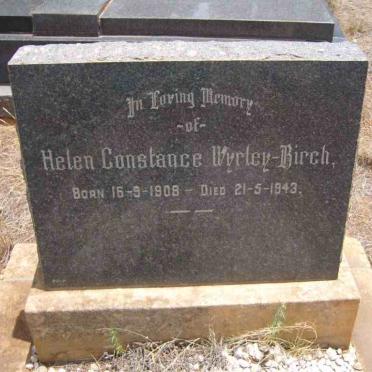 In Loving Memory
-of-
Helen Constance Wyrley-Birch,
Born 16-9-1908 - Died 21-5-1943.